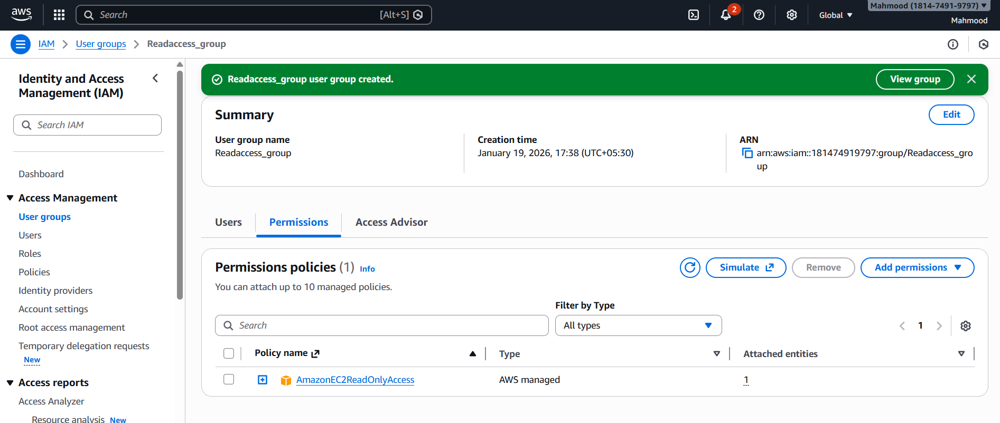 aws
Search
[Alt+S]
2
Global
Mahmood (1814-7491-9797)
Mahmood
IAM
User groups
Readaccess_group
Identity and Access
Management (IAM)
Search IAM
Dashboard
Access Management
User groups
Users
Roles
Policies
Identity providers
Account settings
Root access management
Temporary delegation requests
New
Access reports
Access Analyzer
Resource analysis New
Readaccess_group user group created.
View group
Summary
Edit
User group name
Readaccess_group
Creation time
January 19, 2026, 17:38 (UTC+05:30)
ARN
arn:aws:iam::181474919797:group/Readaccess_gro
up
Users
Permissions
Access Advisor
Permissions policies (1) Info
Simulate
Remove
Add permissions
You can attach up to 10 managed policies.
Filter by Type
Search
All types
1
Policy name
Type
Attached entities
AmazonEC2ReadOnlyAccess
AWS managed
1